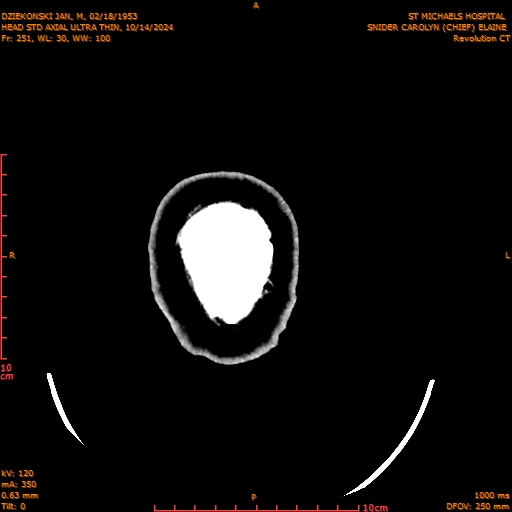 A
DZIEKONSKI JAN, M, 02/18/1953
HEAD STD AXIAL ULTRA THIN, 10/14/2024
Fr: 251, WL: 30, WW: 100
ST MICHAELS HOSPITAL
SNIDER CAROLYN (CHIEF) ELAINE
Revolution CT
R
L
10
cm
kV: 120
mA: 350
0.63 mm
Tilt: 0
P
10cm
1000 ms
DFOV: 250 mm